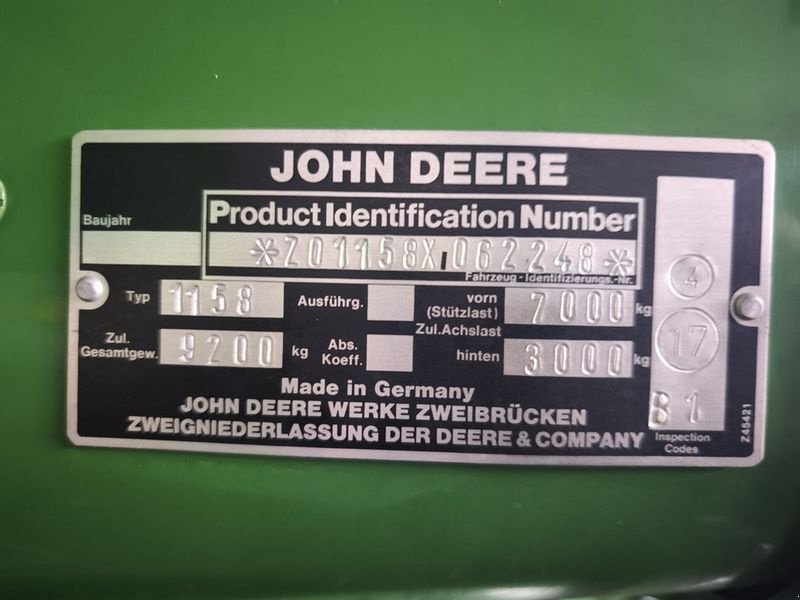 JOHN DEERE
Product Identification Number
*Z01158X062248*
Fahrzeug - Identifizierungs.-Nr.
Baujahr
Typ 1158 Ausführg. vorn (Stützlast) 7000 kg
Zul.Achslast
Zul. Gesamtgew. 9200 kg Abs. Koeff. hinten 3000 kg
Made in Germany
JOHN DEERE WERKE ZWEIBRÜCKEN
ZWEIGNIEDERLASSUNG DER DEERE & COMPANY
4
17
B1
Inspection
Codes
Z45421